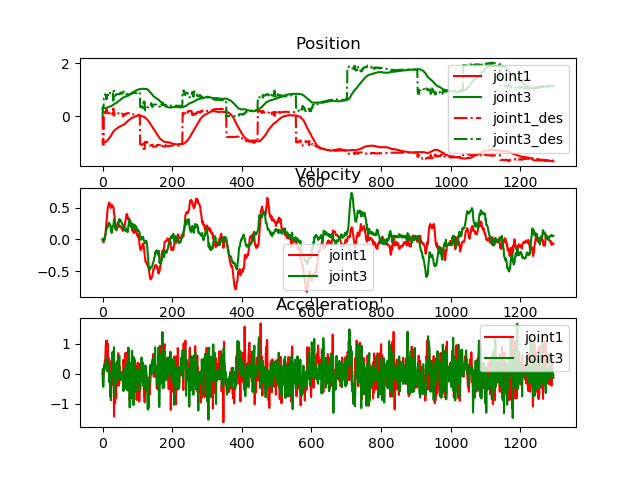 Position
2
0
joint1
joint3
joint1_des
joint3_des
0 200 400 600 800 1000 1200
Velocity
0.5
0.0
−0.5
joint1
joint3
0 200 400 600 800 1000 1200
Acceleration
1
0
−1
joint1
joint3
0 200 400 600 800 1000 1200